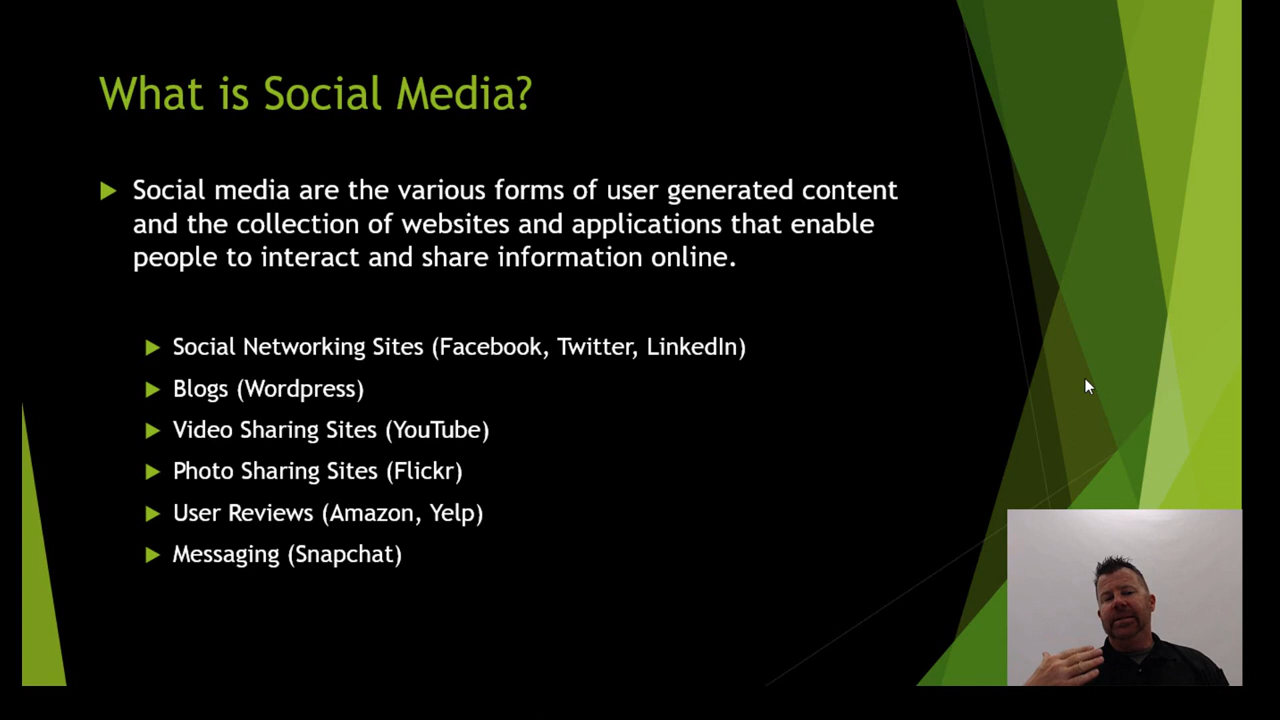 What is Social Media?
Social media are the various forms of user generated content
and the collection of websites and applications that enable
people to interact and share information online.
Social Networking Sites (Facebook, Twitter, LinkedIn)
Blogs (Wordpress)
Video Sharing Sites (YouTube)
Photo Sharing Sites (Flickr)
User Reviews (Amazon, Yelp)
Messaging (Snapchat)